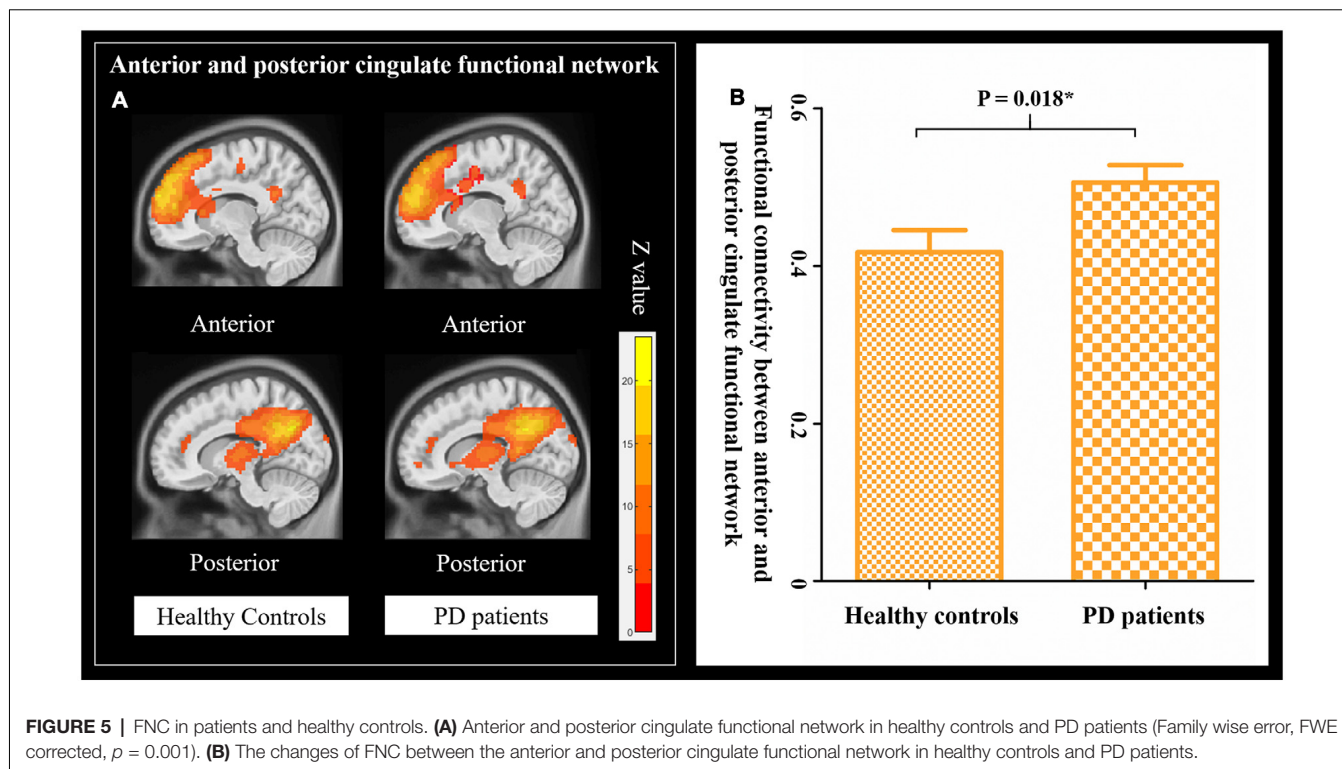 Anterior and posterior cingulate functional network
A
Anterior
Anterior
Posterior
Posterior
Healthy Controls
PD patients
Z value
20
15
10
5
0
B
P = 0.018*
Functional connectivity between anterior and
posterior cingulate functional network
0.6
0.4
0.2
0
Healthy controls
PD patients
FIGURE 5 | FNC in patients and healthy controls. (A) Anterior and posterior cingulate functional network in healthy controls and PD patients (Family wise error, FWE
corrected, p = 0.001). (B) The changes of FNC between the anterior and posterior cingulate functional network in healthy controls and PD patients.